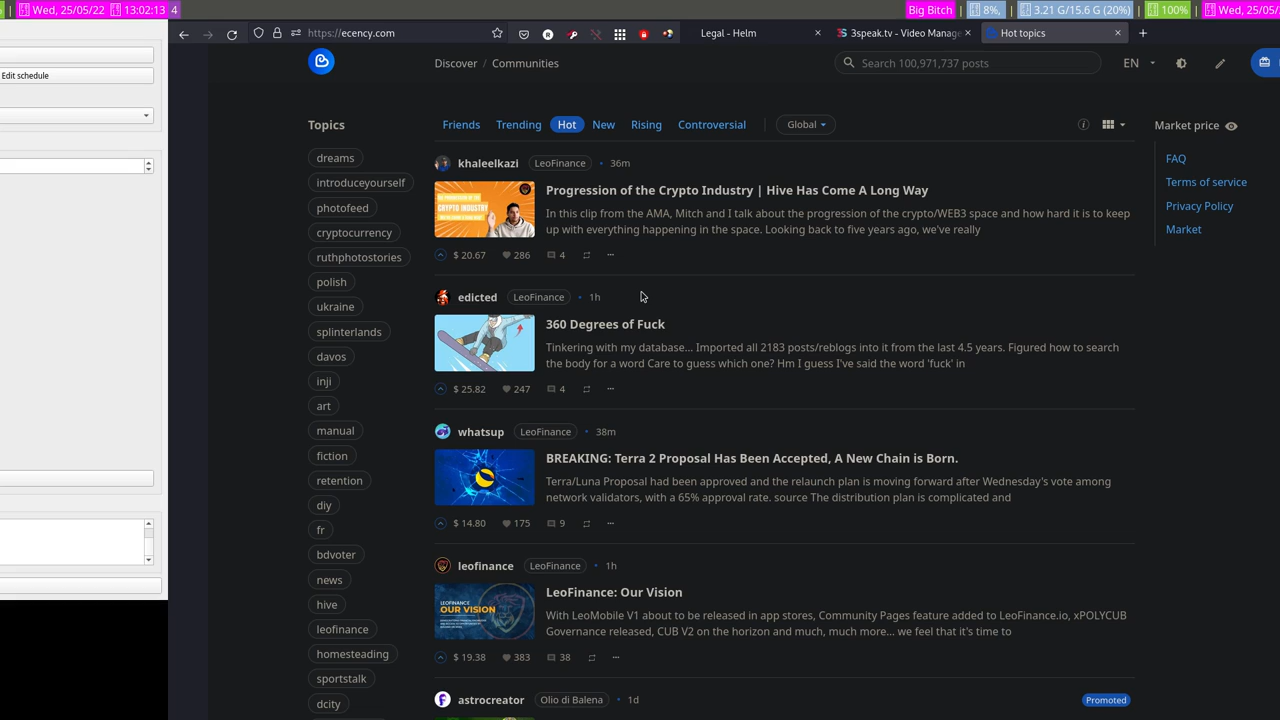 Wed, 25/05/22 13:02:13 4
Big Bitch 8%, 3.21 G/15.6 G (20%) 100% Wed, 25/05/
https://ecency.com
Legal - Helm
3speak.tv - Video Manage
Hot topics
Edit schedule
Discover / Communities
Search 100,971,737 posts
EN
Topics
dreams
introduceyourself
photofeed
cryptocurrency
ruthphotostories
polish
ukraine
splinterlands
davos
inji
art
manual
fiction
retention
diy
fr
bdvoter
news
hive
leofinance
homesteading
sportstalk
dcity
Friends Trending Hot New Rising Controversial Global
khaleelkazi LeoFinance • 36m
CRYPTO INDUSTRY
Progression of the Crypto Industry | Hive Has Come A Long Way
In this clip from the AMA, Mitch and I talk about the progression of the crypto/WEB3 space and how hard it is to keep
up with everything happening in the space. Looking back to five years ago, we've really
$ 20.67 286 4
edicted LeoFinance • 1h
360 Degrees of Fuck
Tinkering with my database... Imported all 2183 posts/reblogs into it from the last 4.5 years. Figured how to search
the body for a word Care to guess which one? Hm I guess I've said the word 'fuck' in
$ 25.82 247 4
whatsup LeoFinance • 38m
BREAKING: Terra 2 Proposal Has Been Accepted, A New Chain is Born.
Terra/Luna Proposal had been approved and the relaunch plan is moving forward after Wednesday's vote among
network validators, with a 65% approval rate. source The distribution plan is complicated and
$ 14.80 175 9
leofinance LeoFinance • 1h
LEOFINANCE
OUR VISION
LeoFinance: Our Vision
With LeoMobile V1 about to be released in app stores, Community Pages feature added to LeoFinance.io, xPOLYCUB
Governance released, CUB V2 on the horizon and much, much more... we feel that it's time to
$ 19.38 383 38
astrocreator Olio di Balena • 1d Promoted
Market price
FAQ
Terms of service
Privacy Policy
Market